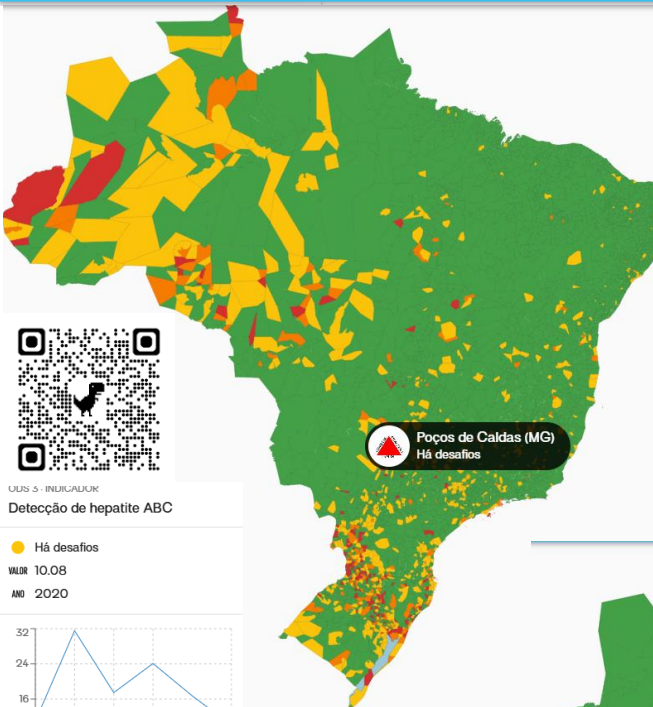 Poços de Caldas (MG)
Há desafios
ODS 3 - INDICADOR
Detecção de hepatite ABC
Há desafios
VALOR 10.08
ANO 2020
32
24
16